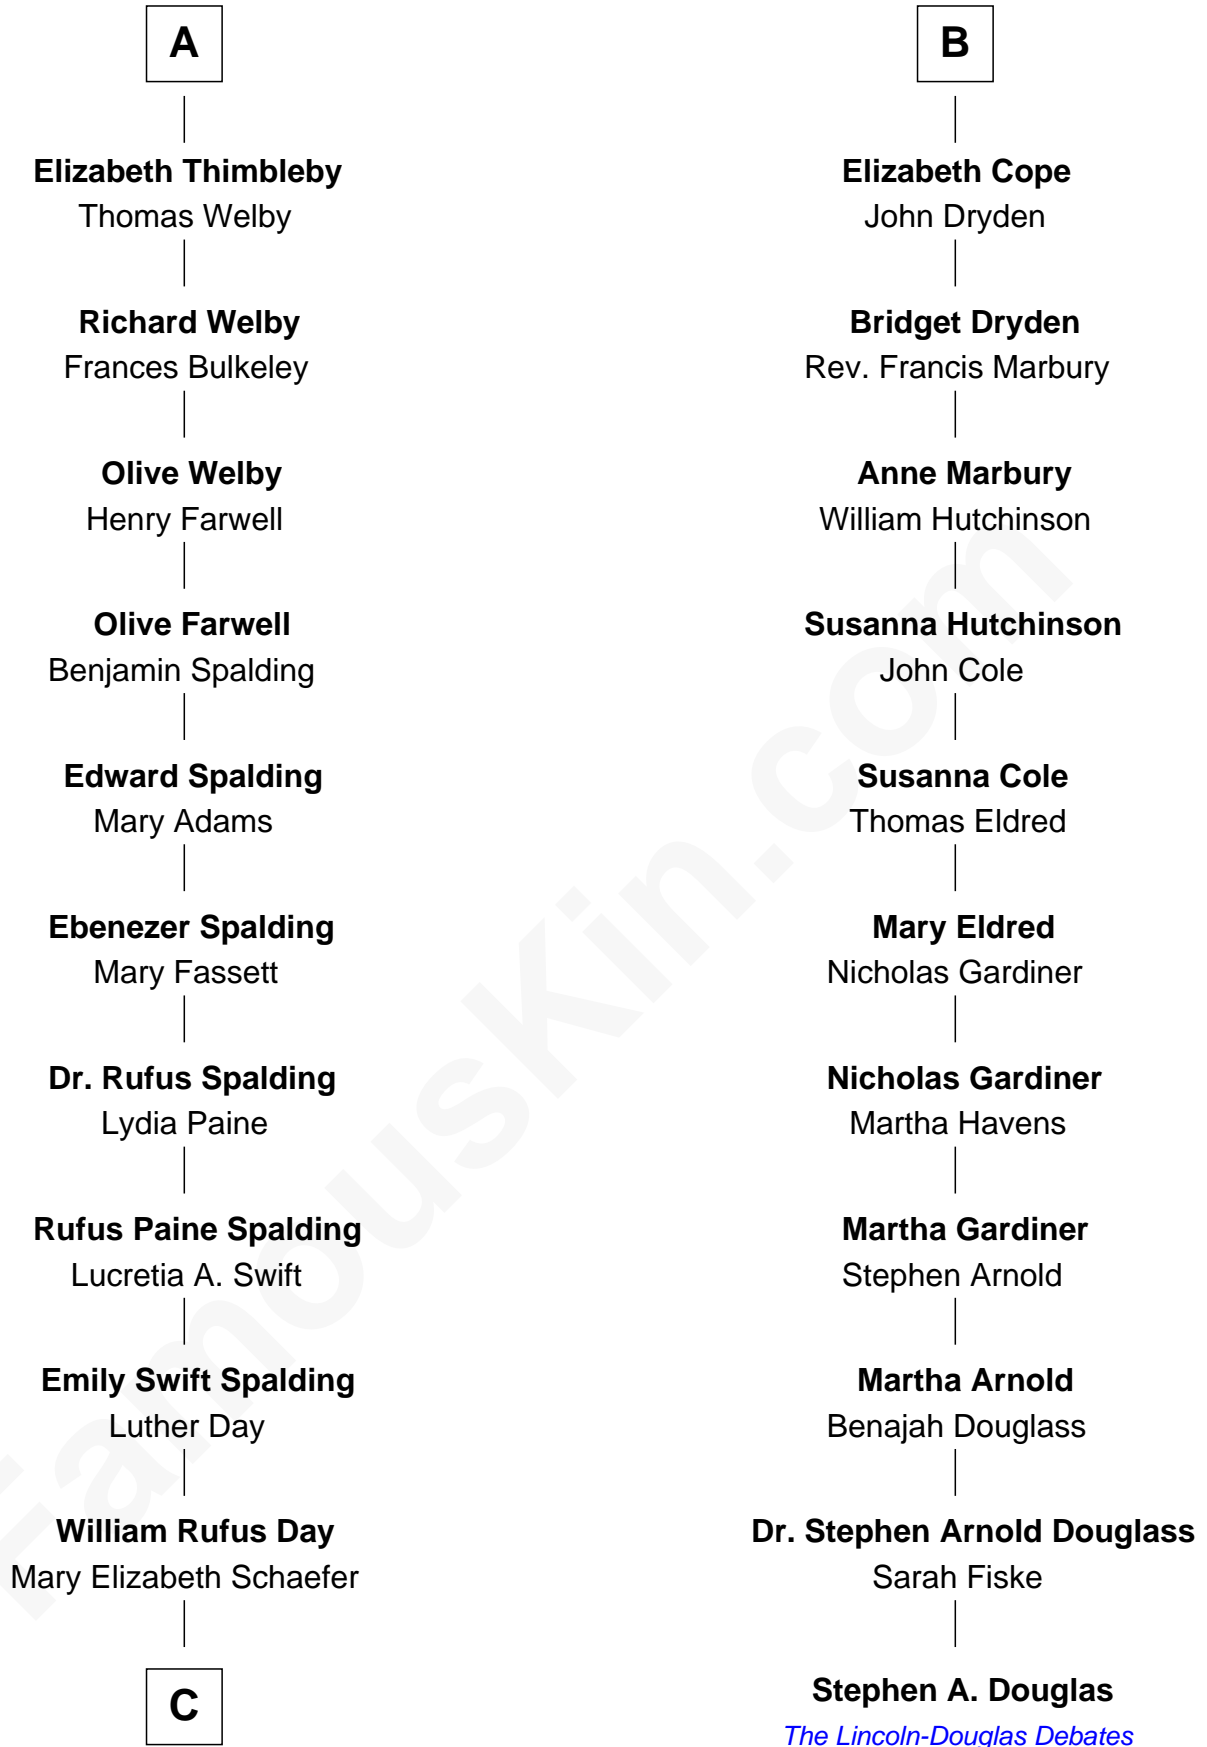 A
Elizabeth Thimbleby
Thomas Welby
Richard Welby
Frances Bulkeley
Olive Welby
Henry Farwell
Olive Farwell
Benjamin Spalding
Edward Spalding
Mary Adams
Ebenezer Spalding
Mary Fassett
Dr. Rufus Spalding
Lydia Paine
Rufus Paine Spalding
Lucretia A. Swift
Emily Swift Spalding
Luther Day
William Rufus Day
Mary Elizabeth Schaefer
C
B
Elizabeth Cope
John Dryden
Bridget Dryden
Rev. Francis Marbury
Anne Marbury
William Hutchinson
Susanna Hutchinson
John Cole
Susanna Cole
Thomas Eldred
Mary Eldred
Nicholas Gardiner
Nicholas Gardiner
Martha Havens
Martha Gardiner
Stephen Arnold
Martha Arnold
Benajah Douglass
Dr. Stephen Arnold Douglass
Sarah Fiske
Stephen A. Douglas
The Lincoln-Douglas Debates
FamousKin.com